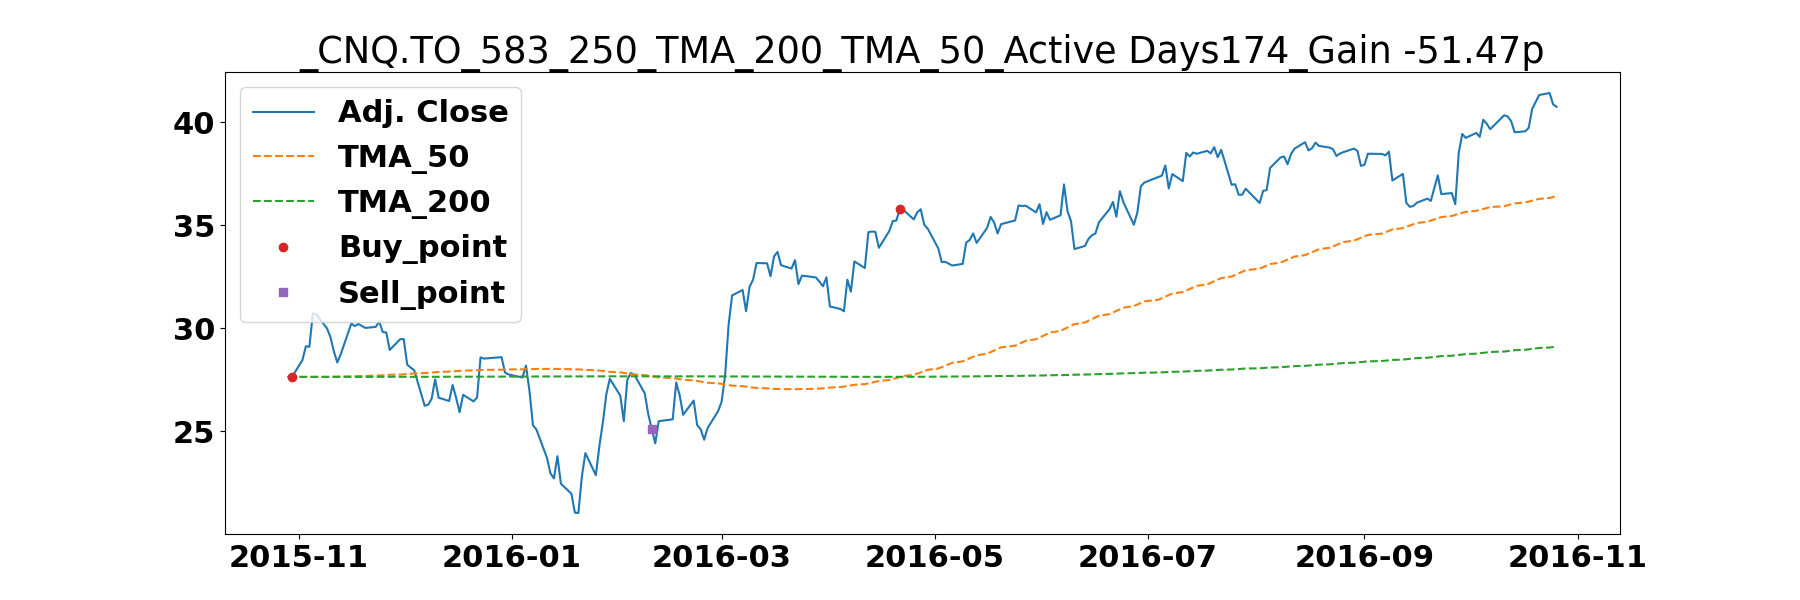 _CNQ.TO_583_250_TMA_200_TMA_50_Active Days174_Gain -51.47p
Adj. Close
TMA_50
TMA_200
Buy_point
Sell_point
40
35
30
25
2015-11 2016-01 2016-03 2016-05 2016-07 2016-09 2016-11